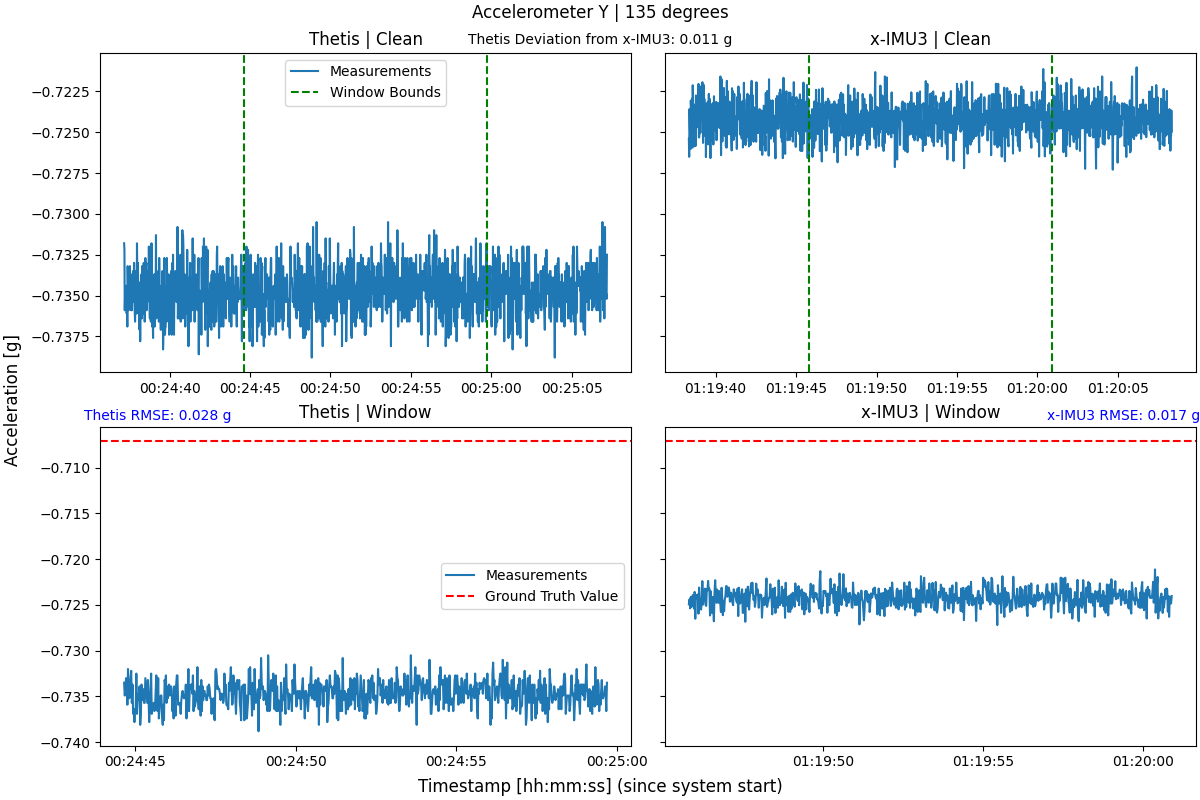 Accelerometer Y | 135 degrees
Thetis | Clean
Thetis Deviation from x-IMU3: 0.011 g
x-IMU3 | Clean
Measurements
Window Bounds
−0.7225
−0.7250
−0.7275
−0.7300
−0.7325
−0.7350
−0.7375
00:24:40 00:24:45 00:24:50 00:24:55 00:25:00 00:25:05
01:19:40 01:19:45 01:19:50 01:19:55 01:20:00 01:20:05
Acceleration [g]
Thetis RMSE: 0.028 g
Thetis | Window
x-IMU3 | Window
x-IMU3 RMSE: 0.017 g
−0.710
−0.715
−0.720
−0.725
−0.730
−0.735
−0.740
Measurements
Ground Truth Value
00:24:45 00:24:50 00:24:55 00:25:00
01:19:50 01:19:55 01:20:00
Timestamp [hh:mm:ss] (since system start)